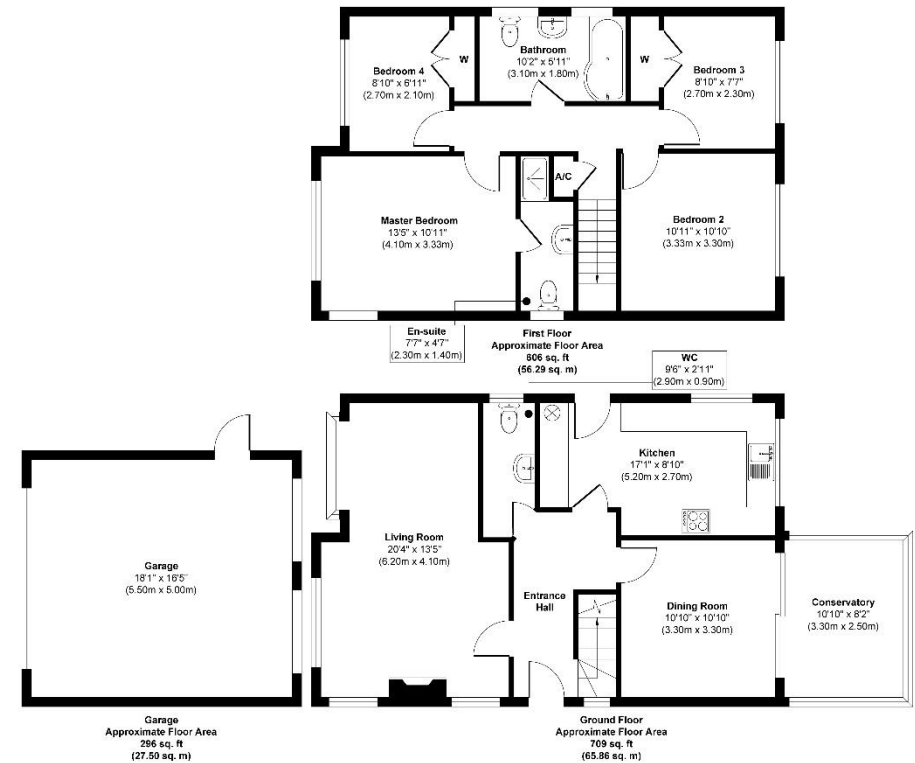 Bedroom 4
8'10" x 6'11"
(2.70m x 2.10m)
W
Bathroom
10'2" x 5'11"
(3.10m x 1.80m)
W
Bedroom 3
8'10" x 7'7"
(2.70m x 2.30m)
Master Bedroom
13'5" x 10'11"
(4.10m x 3.33m)
A/C
Bedroom 2
10'11" x 10'10"
(3.33m x 3.30m)
En-suite
7'7" x 4'7"
(2.30m x 1.40m)
First Floor
Approximate Floor Area
606 sq. ft
(56.29 sq. m)
WC
9'6" x 2'11"
(2.90m x 0.90m)
Kitchen
17'1" x 8'10"
(5.20m x 2.70m)
Living Room
20'4" x 13'5"
(6.20m x 4.10m)
Garage
18'1" x 16'5"
(5.50m x 5.00m)
Entrance
Hall
Dining Room
10'10" x 10'10"
(3.30m x 3.30m)
Conservatory
10'10" x 8'2"
(3.30m x 2.50m)
Garage
Approximate Floor Area
296 sq. ft
(27.50 sq. m)
Ground Floor
Approximate Floor Area
709 sq. ft
(65.86 sq. m)